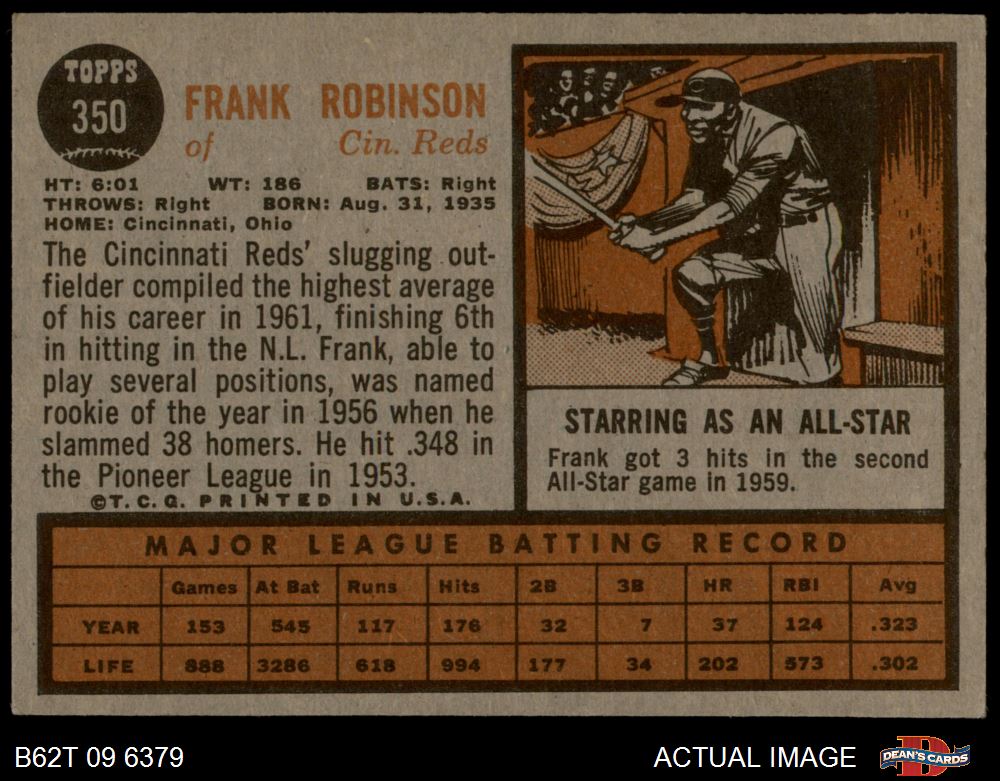 TOPPS
350
FRANK ROBINSON
of Cin. Reds
HT: 6:01 WT: 186 BATS: Right
THROWS: Right BORN: Aug. 31, 1935
HOME: Cincinnati, Ohio
The Cincinnati Reds' slugging out-
fielder compiled the highest average
of his career in 1961, finishing 6th
in hitting in the N.L. Frank, able to
play several positions, was named
rookie of the year in 1956 when he
slammed 38 homers. He hit .348 in
the Pioneer League in 1953.
©T.C.G. PRINTED IN U.S.A.
C
STARRING AS AN ALL-STAR
Frank got 3 hits in the second
All-Star game in 1959.
MAJOR LEAGUE BATTING RECORD
Games At Bat Runs Hits 2B 3B HR RBI Avg
YEAR 153 545 117 176 32 7 37 124 .323
LIFE 888 3286 618 994 177 34 202 573 .302
B62T 09 6379 ACTUAL IMAGE D DEAN'S CARDS